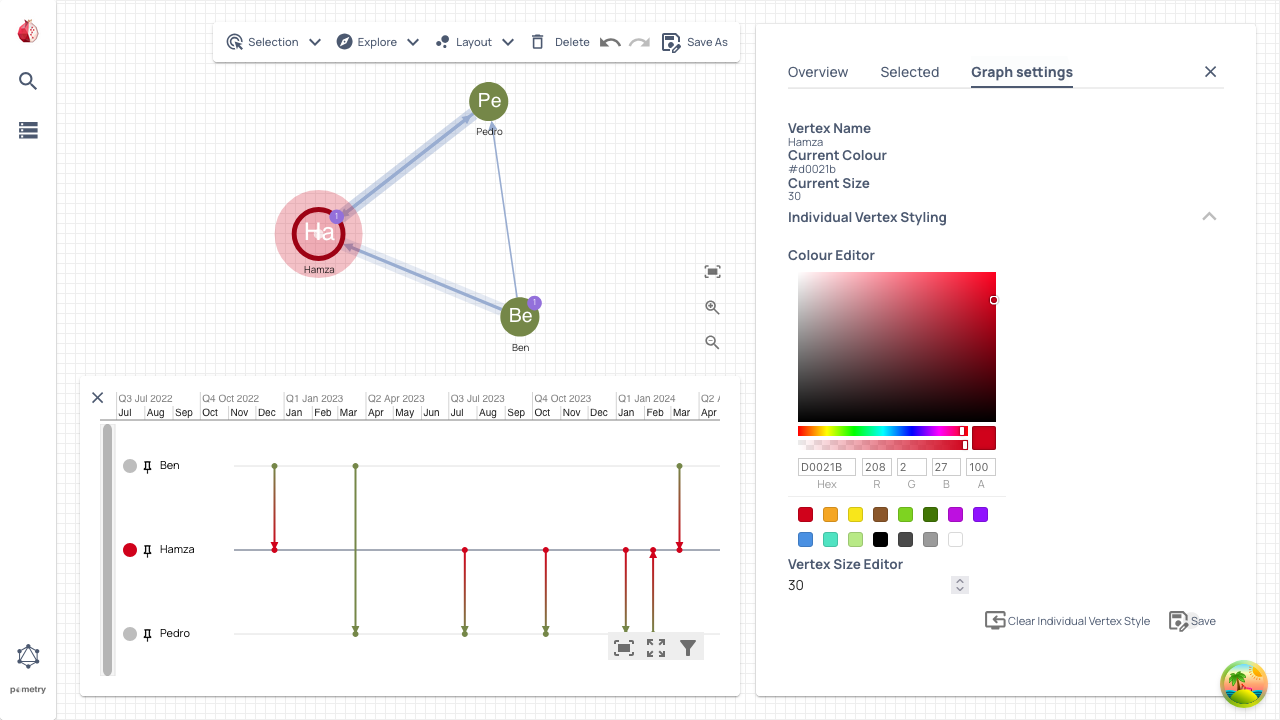 Selection
Explore
Layout
Delete
Save As
Pe
Pedro
1
Ha
Hamza
1
Be
Ben
Q3 Jul 2022 Q4 Oct 2022 Q1 Jan 2023 Q2 Apr 2023 Q3 Jul 2023 Q4 Oct 2023 Q1 Jan 2024 Q2
Jul Aug Sep Oct Nov Dec Jan Feb Mar Apr May Jun Jul Aug Sep Oct Nov Dec Jan Feb Mar Apr
Ben
Hamza
Pedro
pometry
Overview Selected Graph settings
Vertex Name
Hamza
Current Colour
#d0021b
Current Size
30
Individual Vertex Styling
Colour Editor
D0021B 208 2 27 100
Hex R G B A
Vertex Size Editor
30
Clear Individual Vertex Style
Save